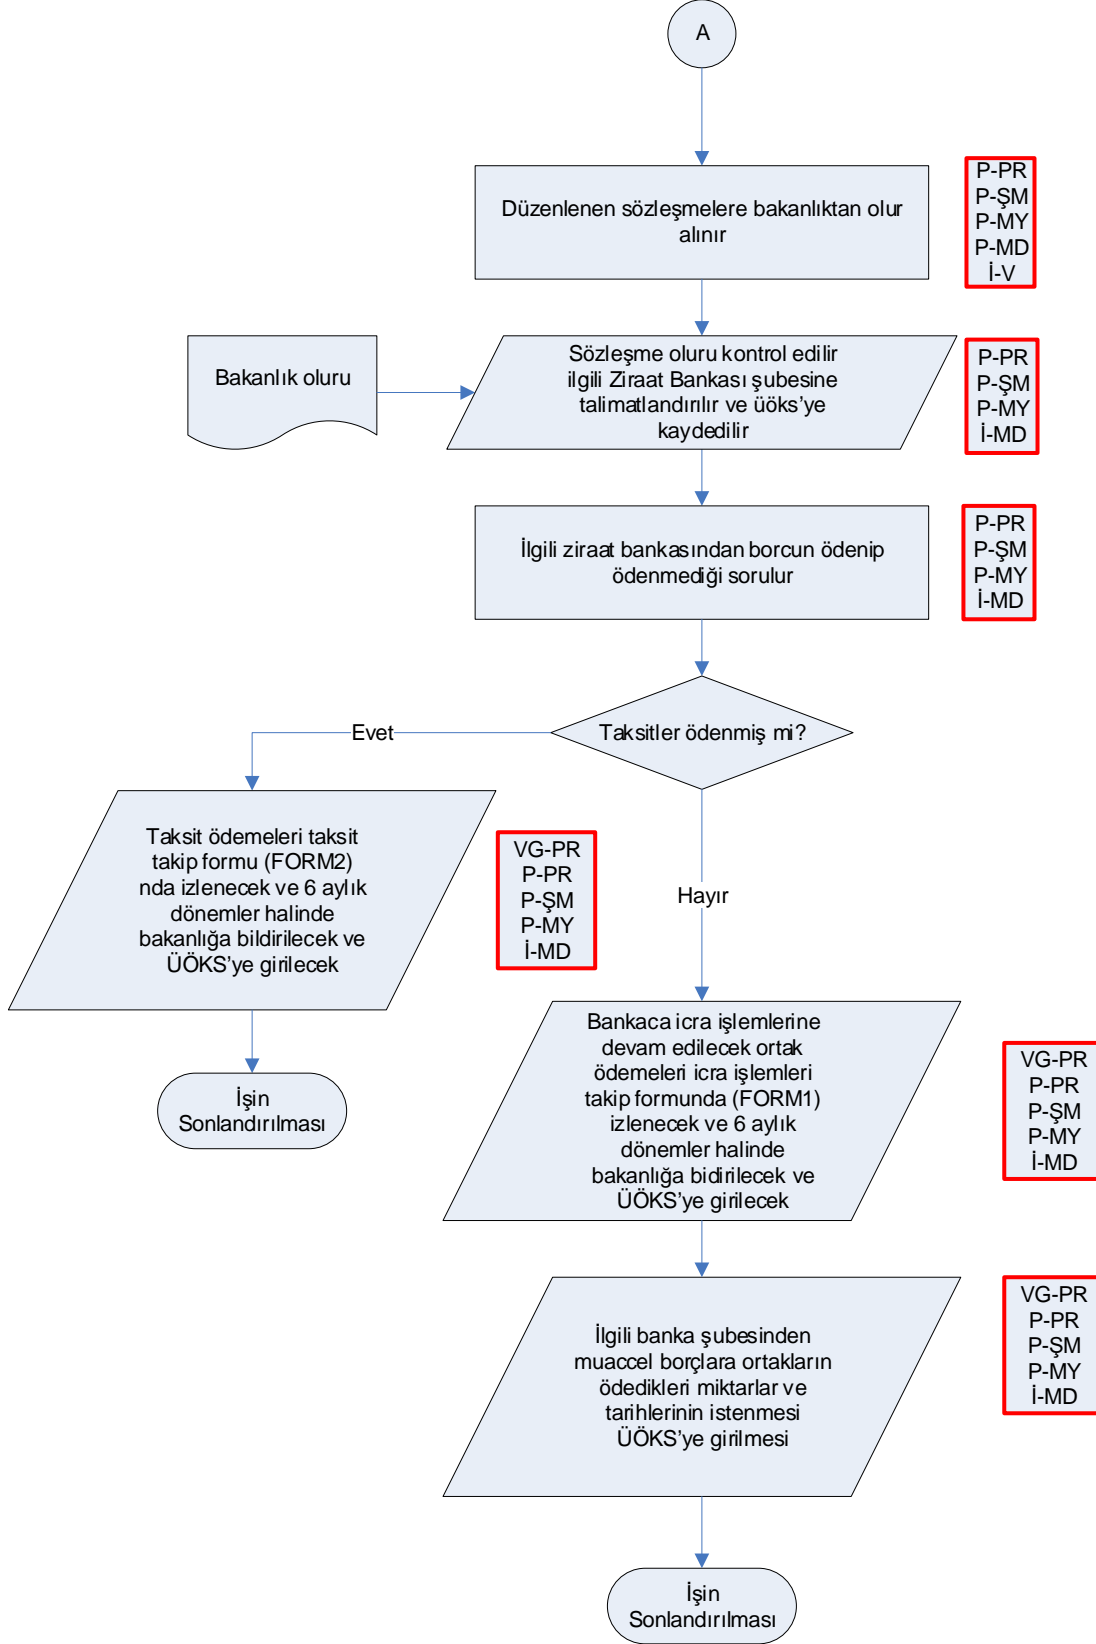 A
Düzenlenen sözleşmelere bakanlıktan olur
alınır
P-PR
P-ŞM
P-MY
P-MD
İ-V
Bakanlık oluru
Sözleşme oluru kontrol edilir
ilgili Ziraat Bankası şubesine
talimatlandırılır ve üöks’ye
kaydedilir
P-PR
P-ŞM
P-MY
İ-MD
İlgili ziraat bankasından borcun ödenip
ödenmediği sorulur
P-PR
P-ŞM
P-MY
İ-MD
Taksitler ödenmiş mi?
Evet
Taksit ödemeleri taksit
takip formu (FORM2)
nda izlenecek ve 6 aylık
dönemler halinde
bakanlığa bildirilecek ve
ÜÖKS’ye girilecek
VG-PR
P-PR
P-ŞM
P-MY
İ-MD
Hayır
İşin
Sonlandırılması
Bankaca icra işlemlerine
devam edilecek ortak
ödemeleri icra işlemleri
takip formunda (FORM1)
izlenecek ve 6 aylık
dönemler halinde
bakanlığa bidirilecek ve
ÜÖKS’ye girilecek
VG-PR
P-PR
P-ŞM
P-MY
İ-MD
İlgili banka şubesinden
muaccel borçlara ortakların
ödedikleri miktarlar ve
tarihlerinin istenmesi
ÜÖKS’ye girilmesi
VG-PR
P-PR
P-ŞM
P-MY
İ-MD
İşin
Sonlandırılması